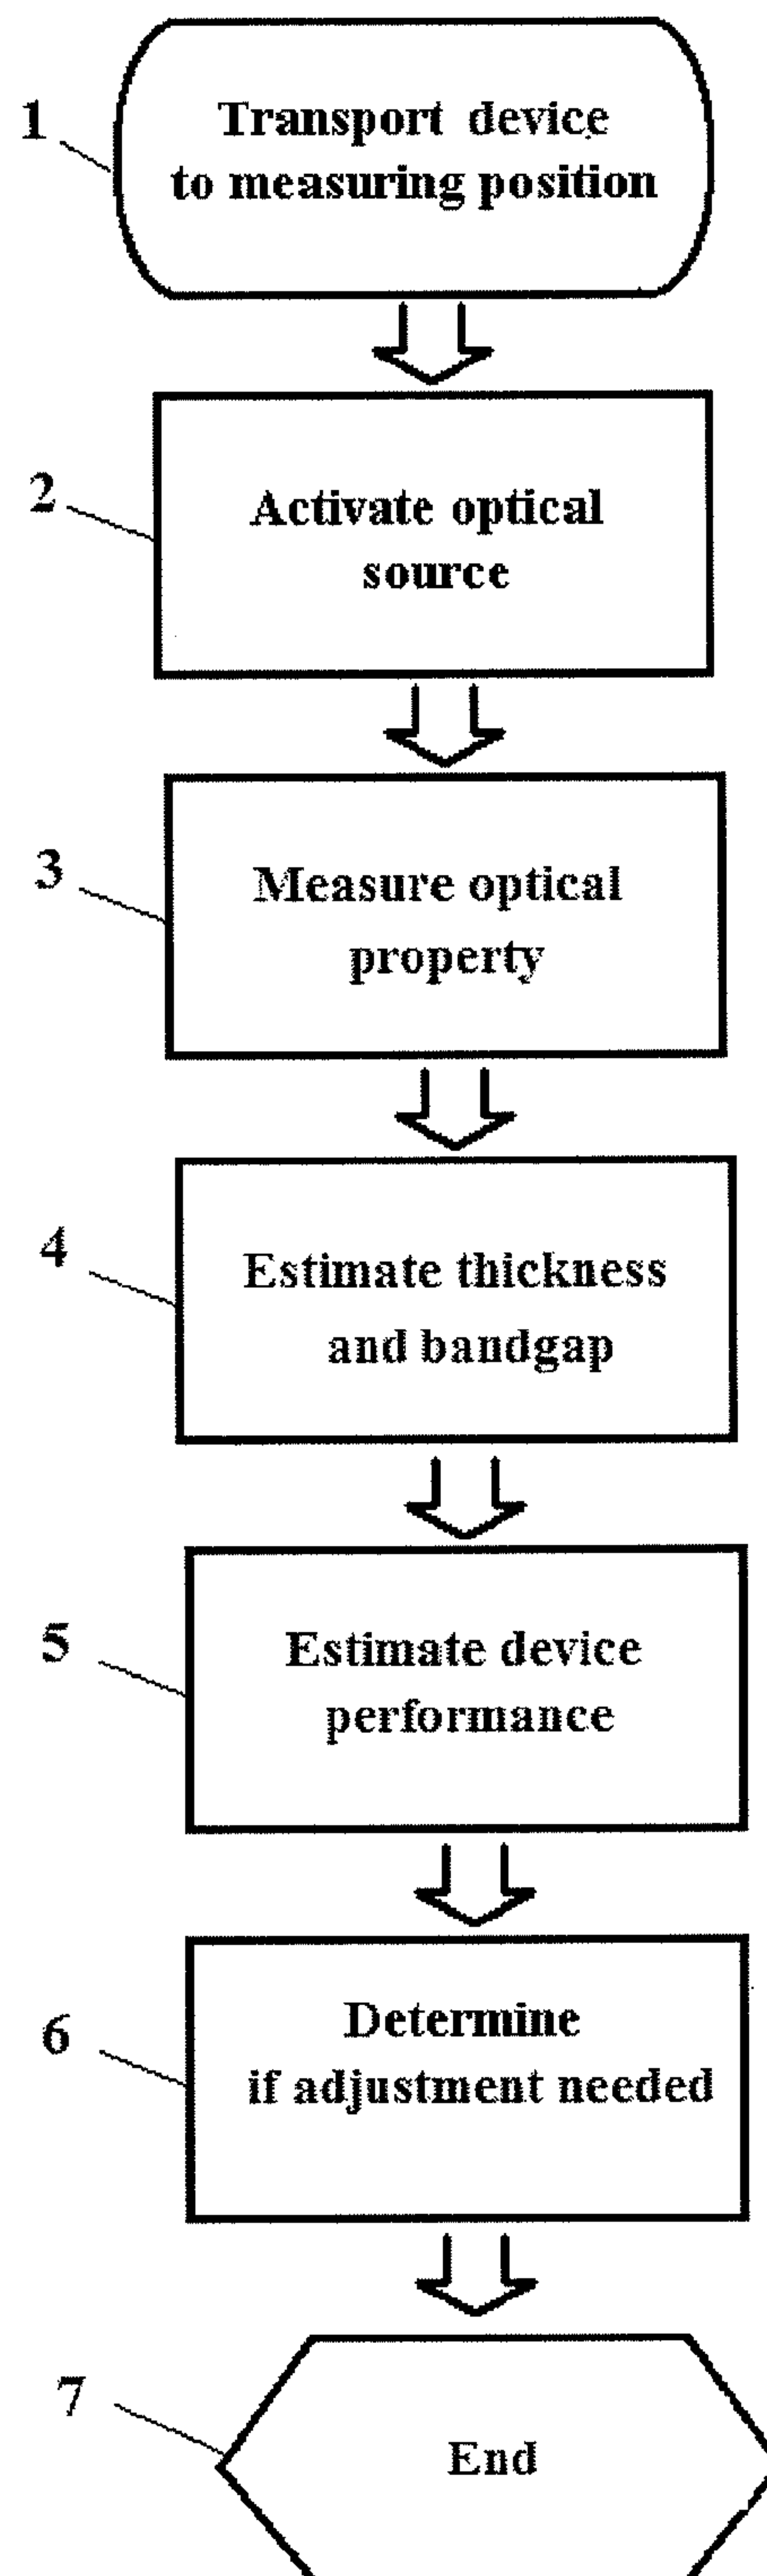 1
Transport device
to measuring position
2
Activate optical
source
3
Measure optical
property
4
Estimate thickness
and bandgap
5
Estimate device
performance
6
Determine
if adjustment needed
7
End